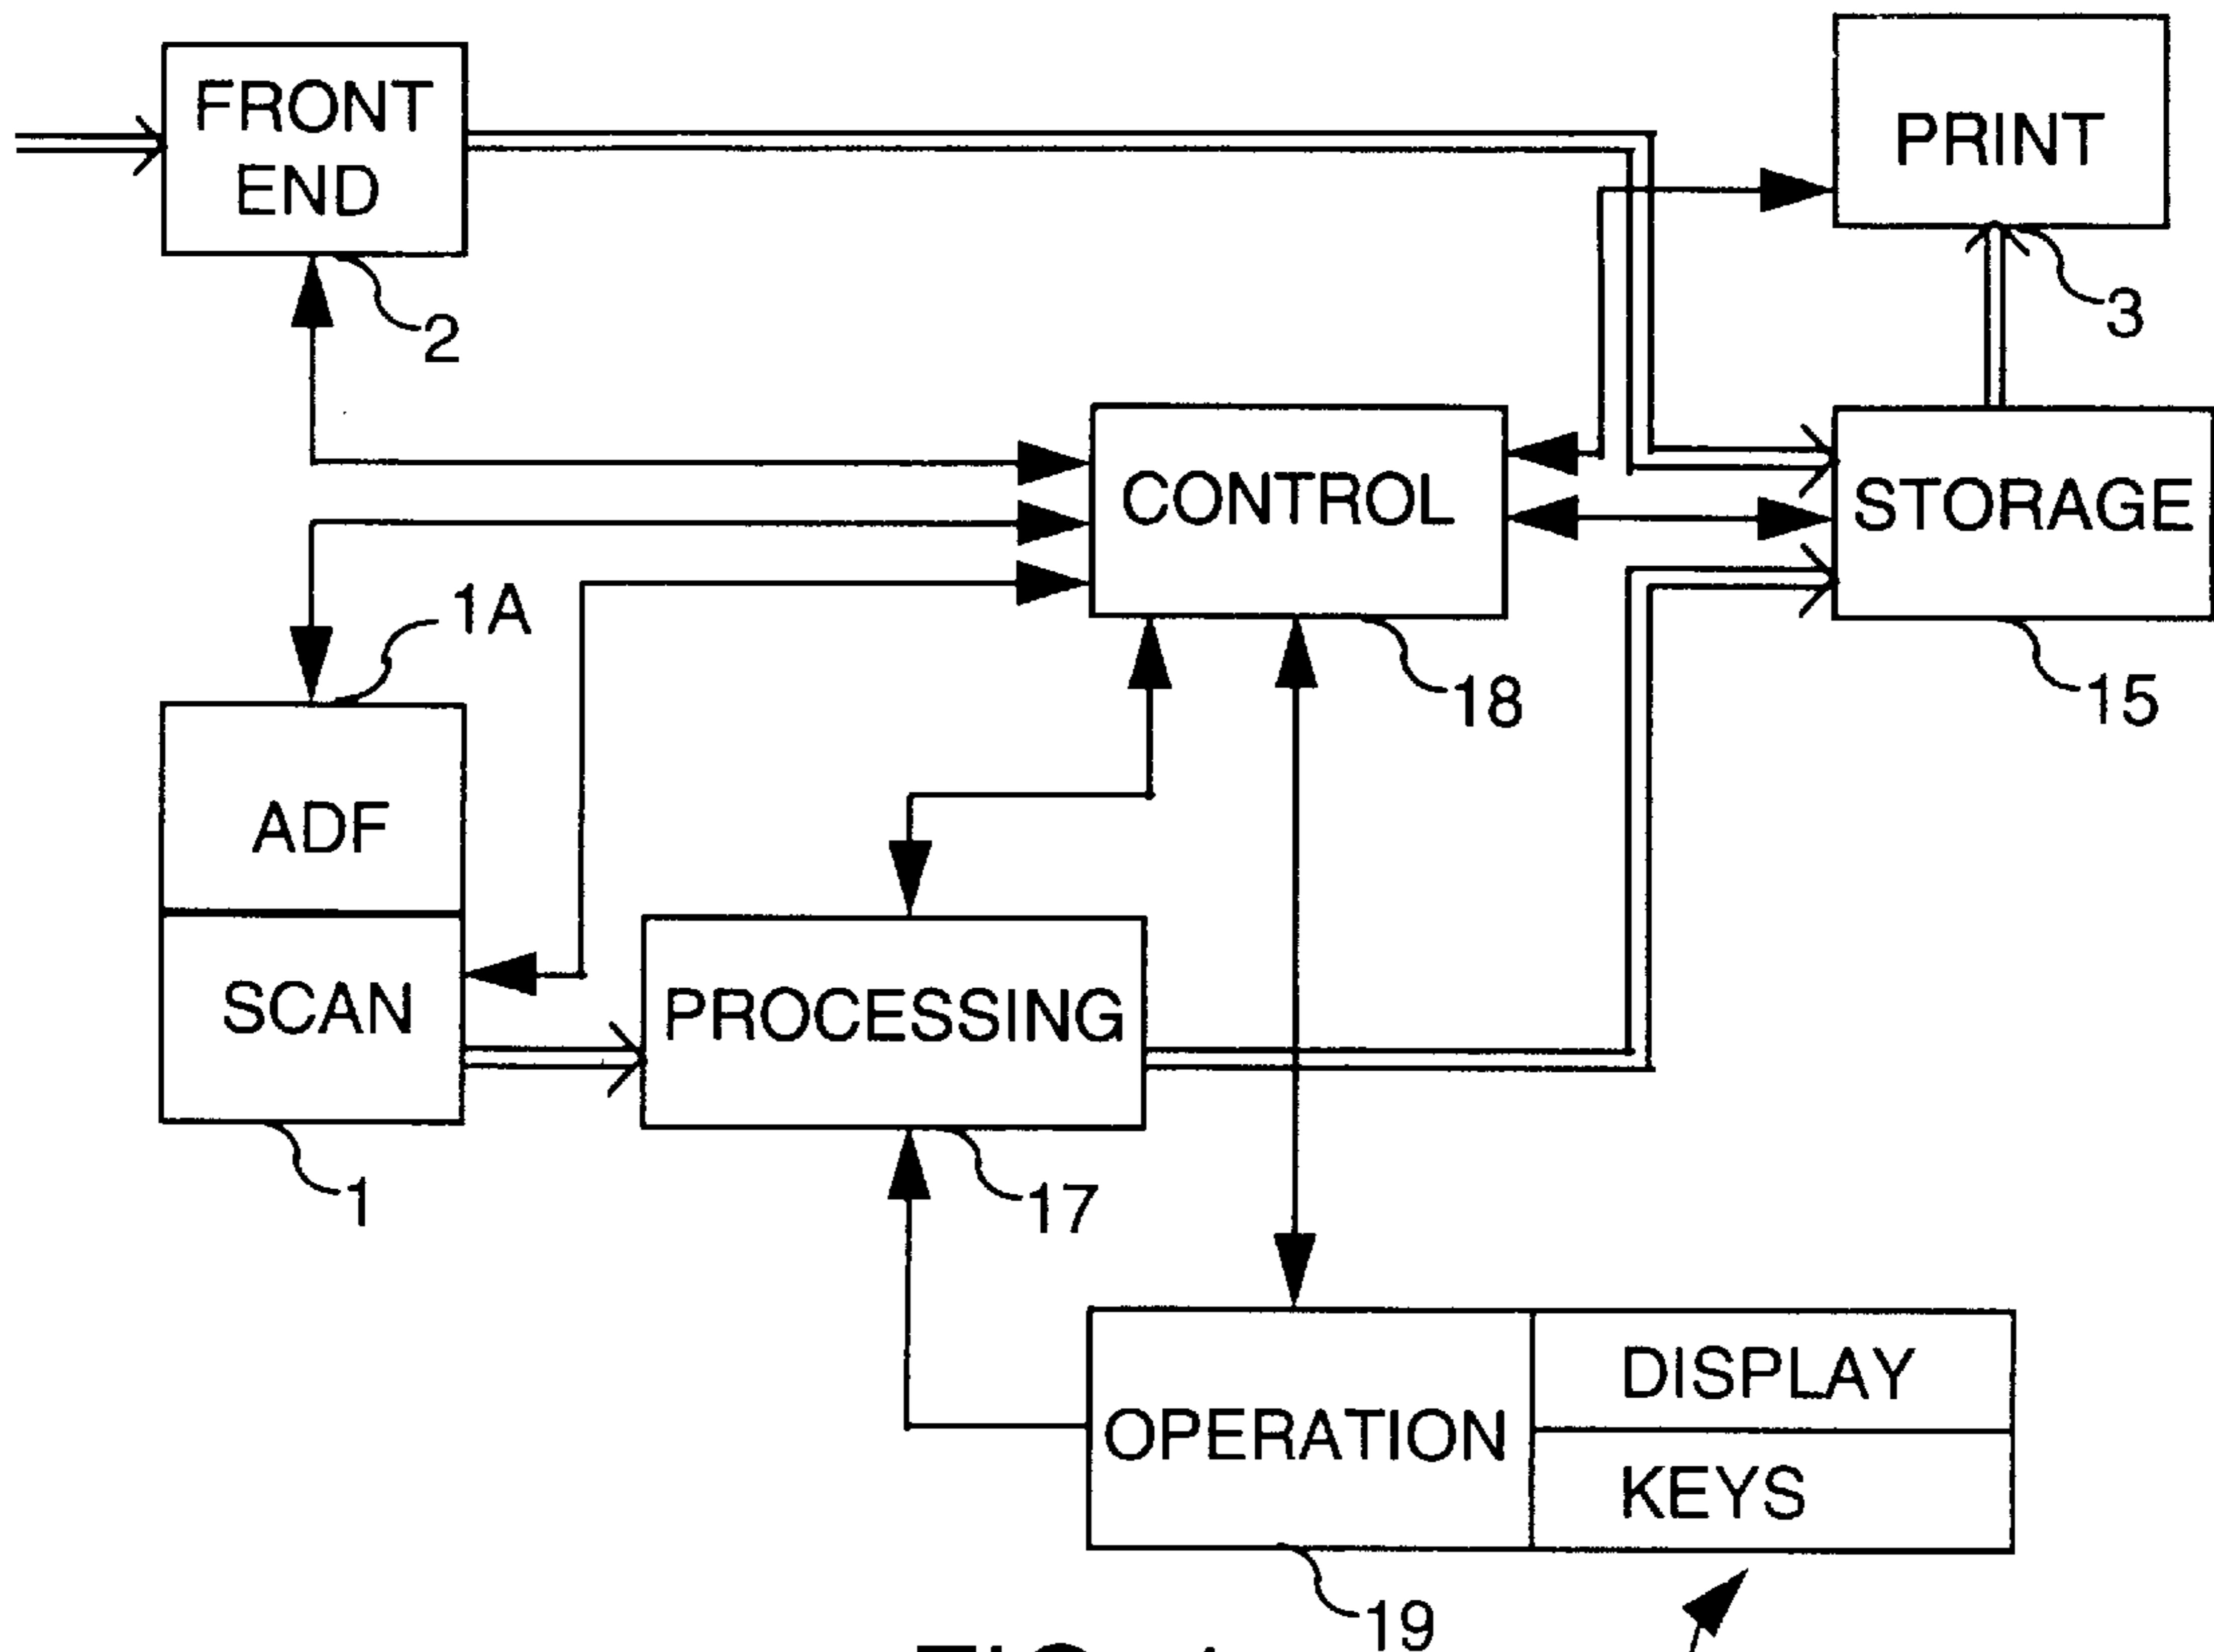 FRONT
END
PRINT
2
3
CONTROL
STORAGE
1A
18
15
ADF
SCAN
PROCESSING
1
17
OPERATION
DISPLAY
KEYS
19